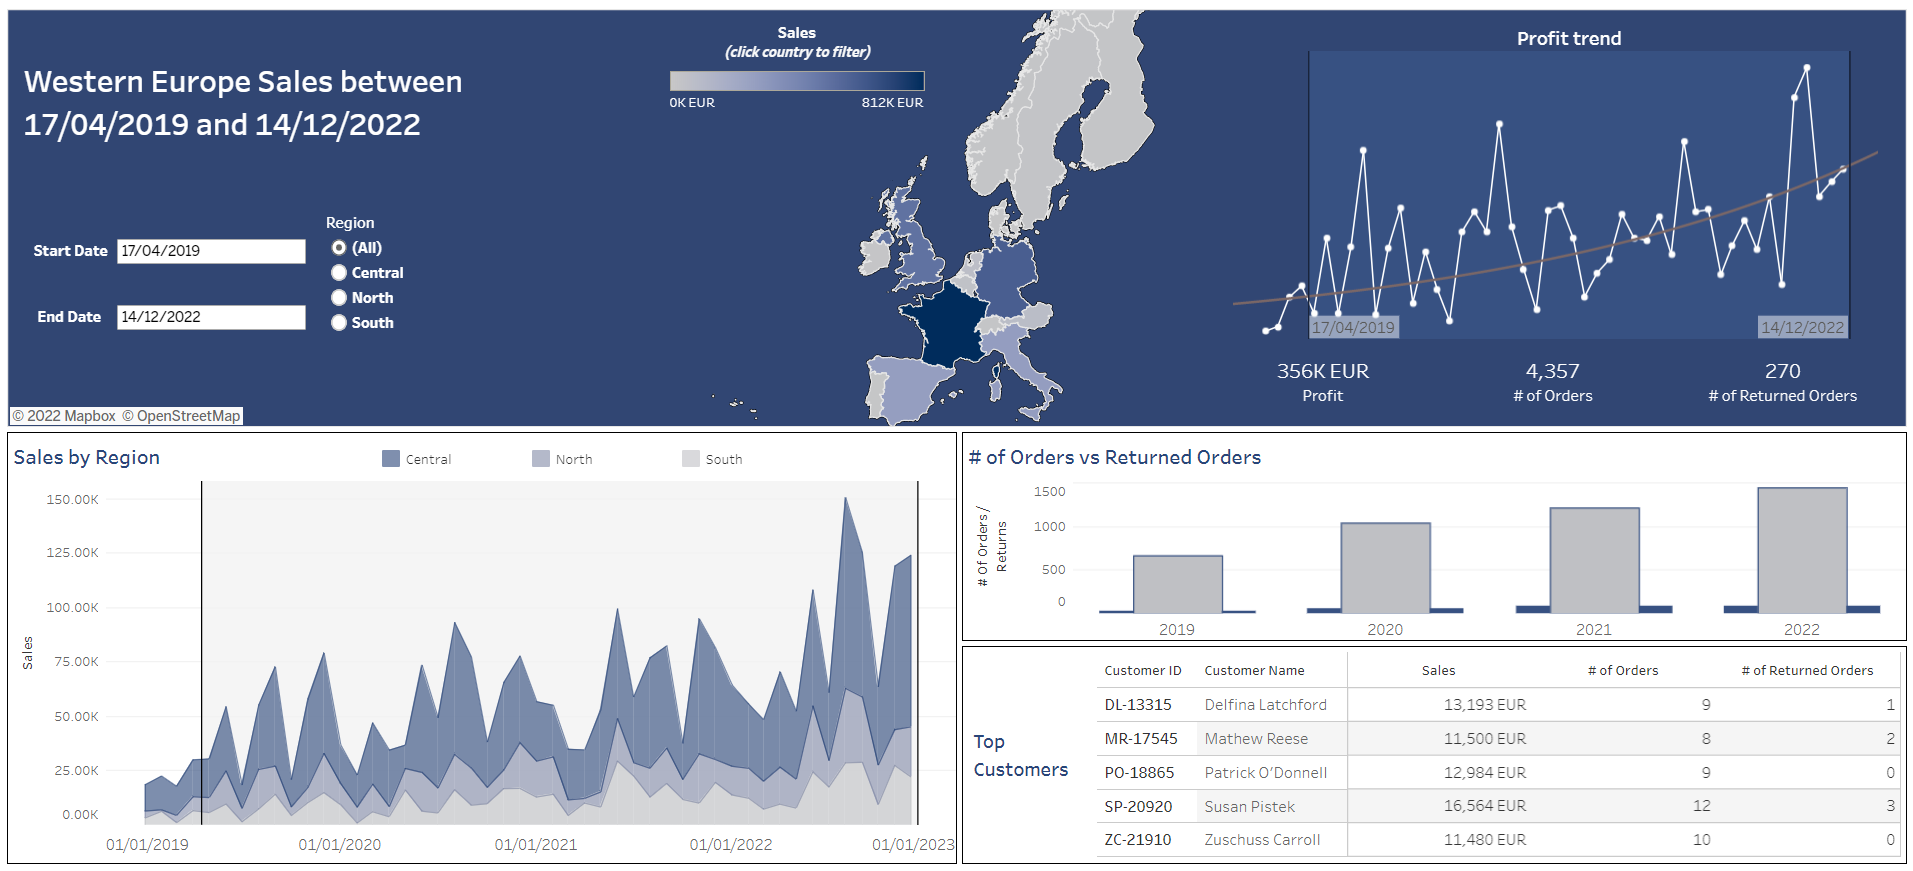 Western Europe Sales between
17/04/2019 and 14/12/2022
Start Date 17/04/2019
End Date 14/12/2022
Region
(All)
Central
North
South
© 2022 Mapbox © OpenStreetMap
Sales
(click country to filter)
0K EUR 812K EUR
Profit trend
17/04/2019 14/12/2022
356K EUR 4,357 270
Profit # of Orders # of Returned Orders
Sales by Region
Central North South
Sales
150.00K
125.00K
100.00K
75.00K
50.00K
25.00K
0.00K
01/01/2019 01/01/2020 01/01/2021 01/01/2022 01/01/2023
# of Orders vs Returned Orders
# Of Orders /
Returns
1500
1000
500
0
2019 2020 2021 2022
Top
Customers
Customer ID Customer Name Sales # of Orders # of Returned Orders
DL-13315 Delfina Latchford 13,193 EUR 9 1
MR-17545 Mathew Reese 11,500 EUR 8 2
PO-18865 Patrick O'Donnell 12,984 EUR 9 0
SP-20920 Susan Pistek 16,564 EUR 12 3
ZC-21910 Zuschuss Carroll 11,480 EUR 10 0